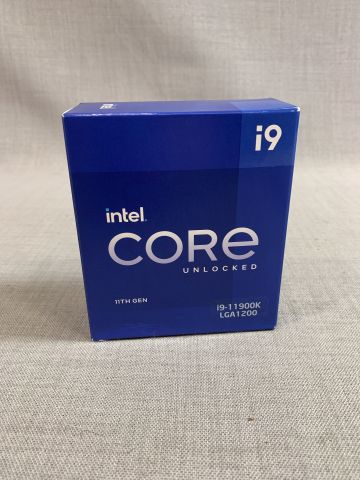 i9
intel.
CORE
UNLOCKED
11TH GEN
i9-11900K
LGA1200